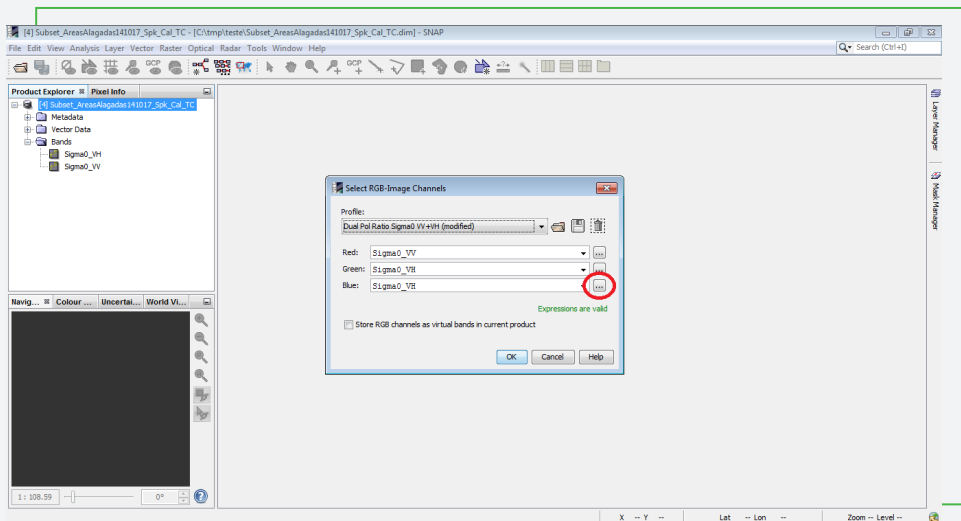 [4] Subset_AreasAlagadas141017_Spk_Cal_TC - [C:\tmp\teste\Subset_AreasAlagadas141017_Spk_Cal_TC.dim] - SNAP
File Edit View Analysis Layer Vector Raster Optical Radar Tools Window Help
Search (Ctrl+I)
GCP
GCP
Product Explorer Pixel Info
[4] Subset_AreasAlagadas141017_Spk_Cal_TC
Metadata
Vector Data
Bands
Sigma0_VH
Sigma0_VV
Layer Manager
Mask Manager
Select RGB-Image Channels
Profile:
Dual Pol Ratio Sigma0 VV+VH (modified)
Red: Sigma0_VV ...
Green: Sigma0_VH ...
Blue: Sigma0_VH ...
Expressions are valid
Store RGB channels as virtual bands in current product
OK Cancel Help
Navig... Colour ... Uncertai... World Vi...
1 : 108.59 0°
X -- Y -- Lat -- Lon -- Zoom -- Level --